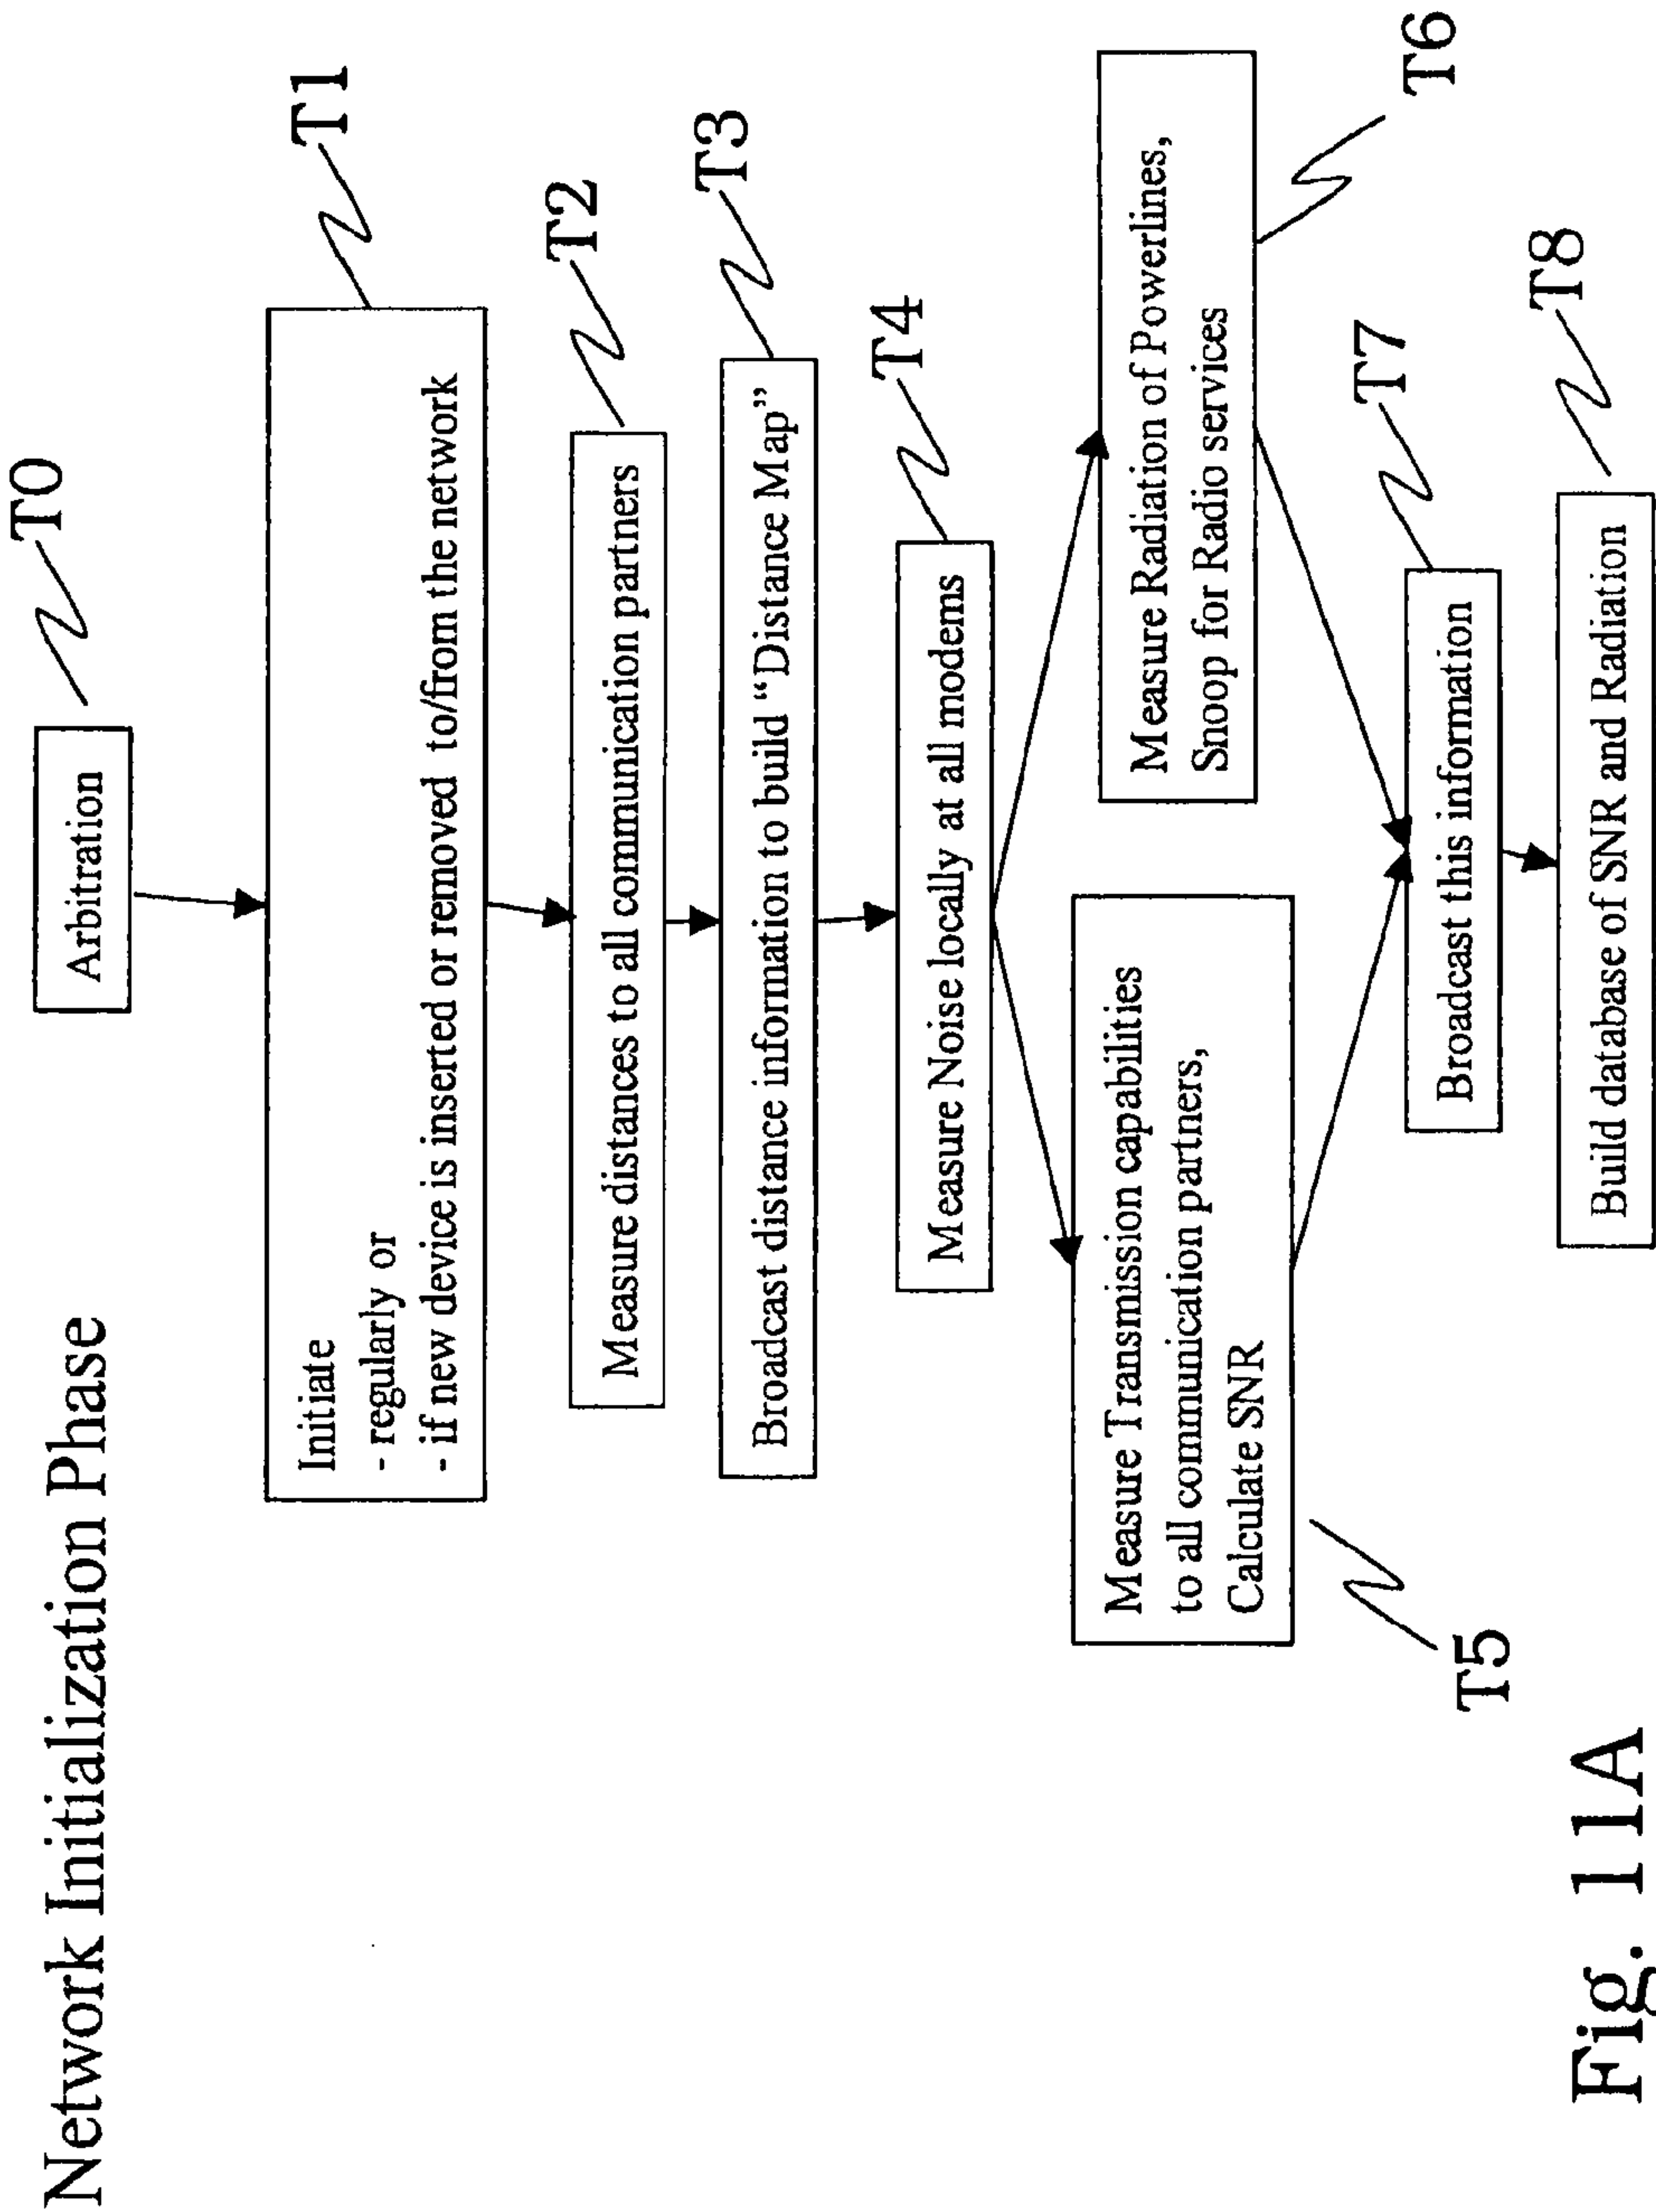 Network Initialization Phase
Arbitration
T0
Initiate
- regularly or
- if new device is inserted or removed to/from the network
T1
Measure distances to all communication partners
T2
Broadcast distance information to build “Distance Map”
T3
Measure Noise locally at all modems
T4
Measure Transmission capabilities
to all communication partners,
Calculate SNR
T5
Measure Radiation of Powerlines,
Snoop for Radio services
T6
Broadcast this information
T7
Build database of SNR and Radiation
T8
Fig. 11A